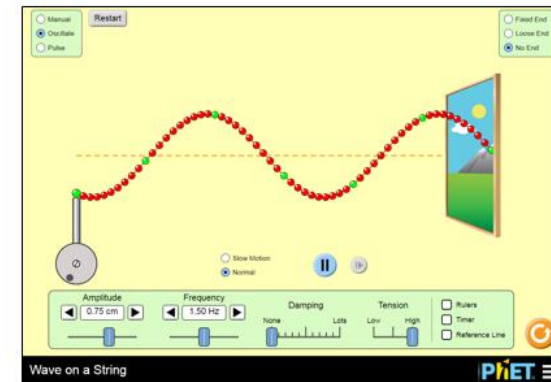 Manual
Oscillate
Pulse
Restart
Fixed End
Loose End
No End
Slow Motion
Normal
Amplitude
0.75 cm
Frequency
1.50 Hz
Damping
None
Lots
Tension
Low
High
Rulers
Timer
Reference Line
Wave on a String
PhET